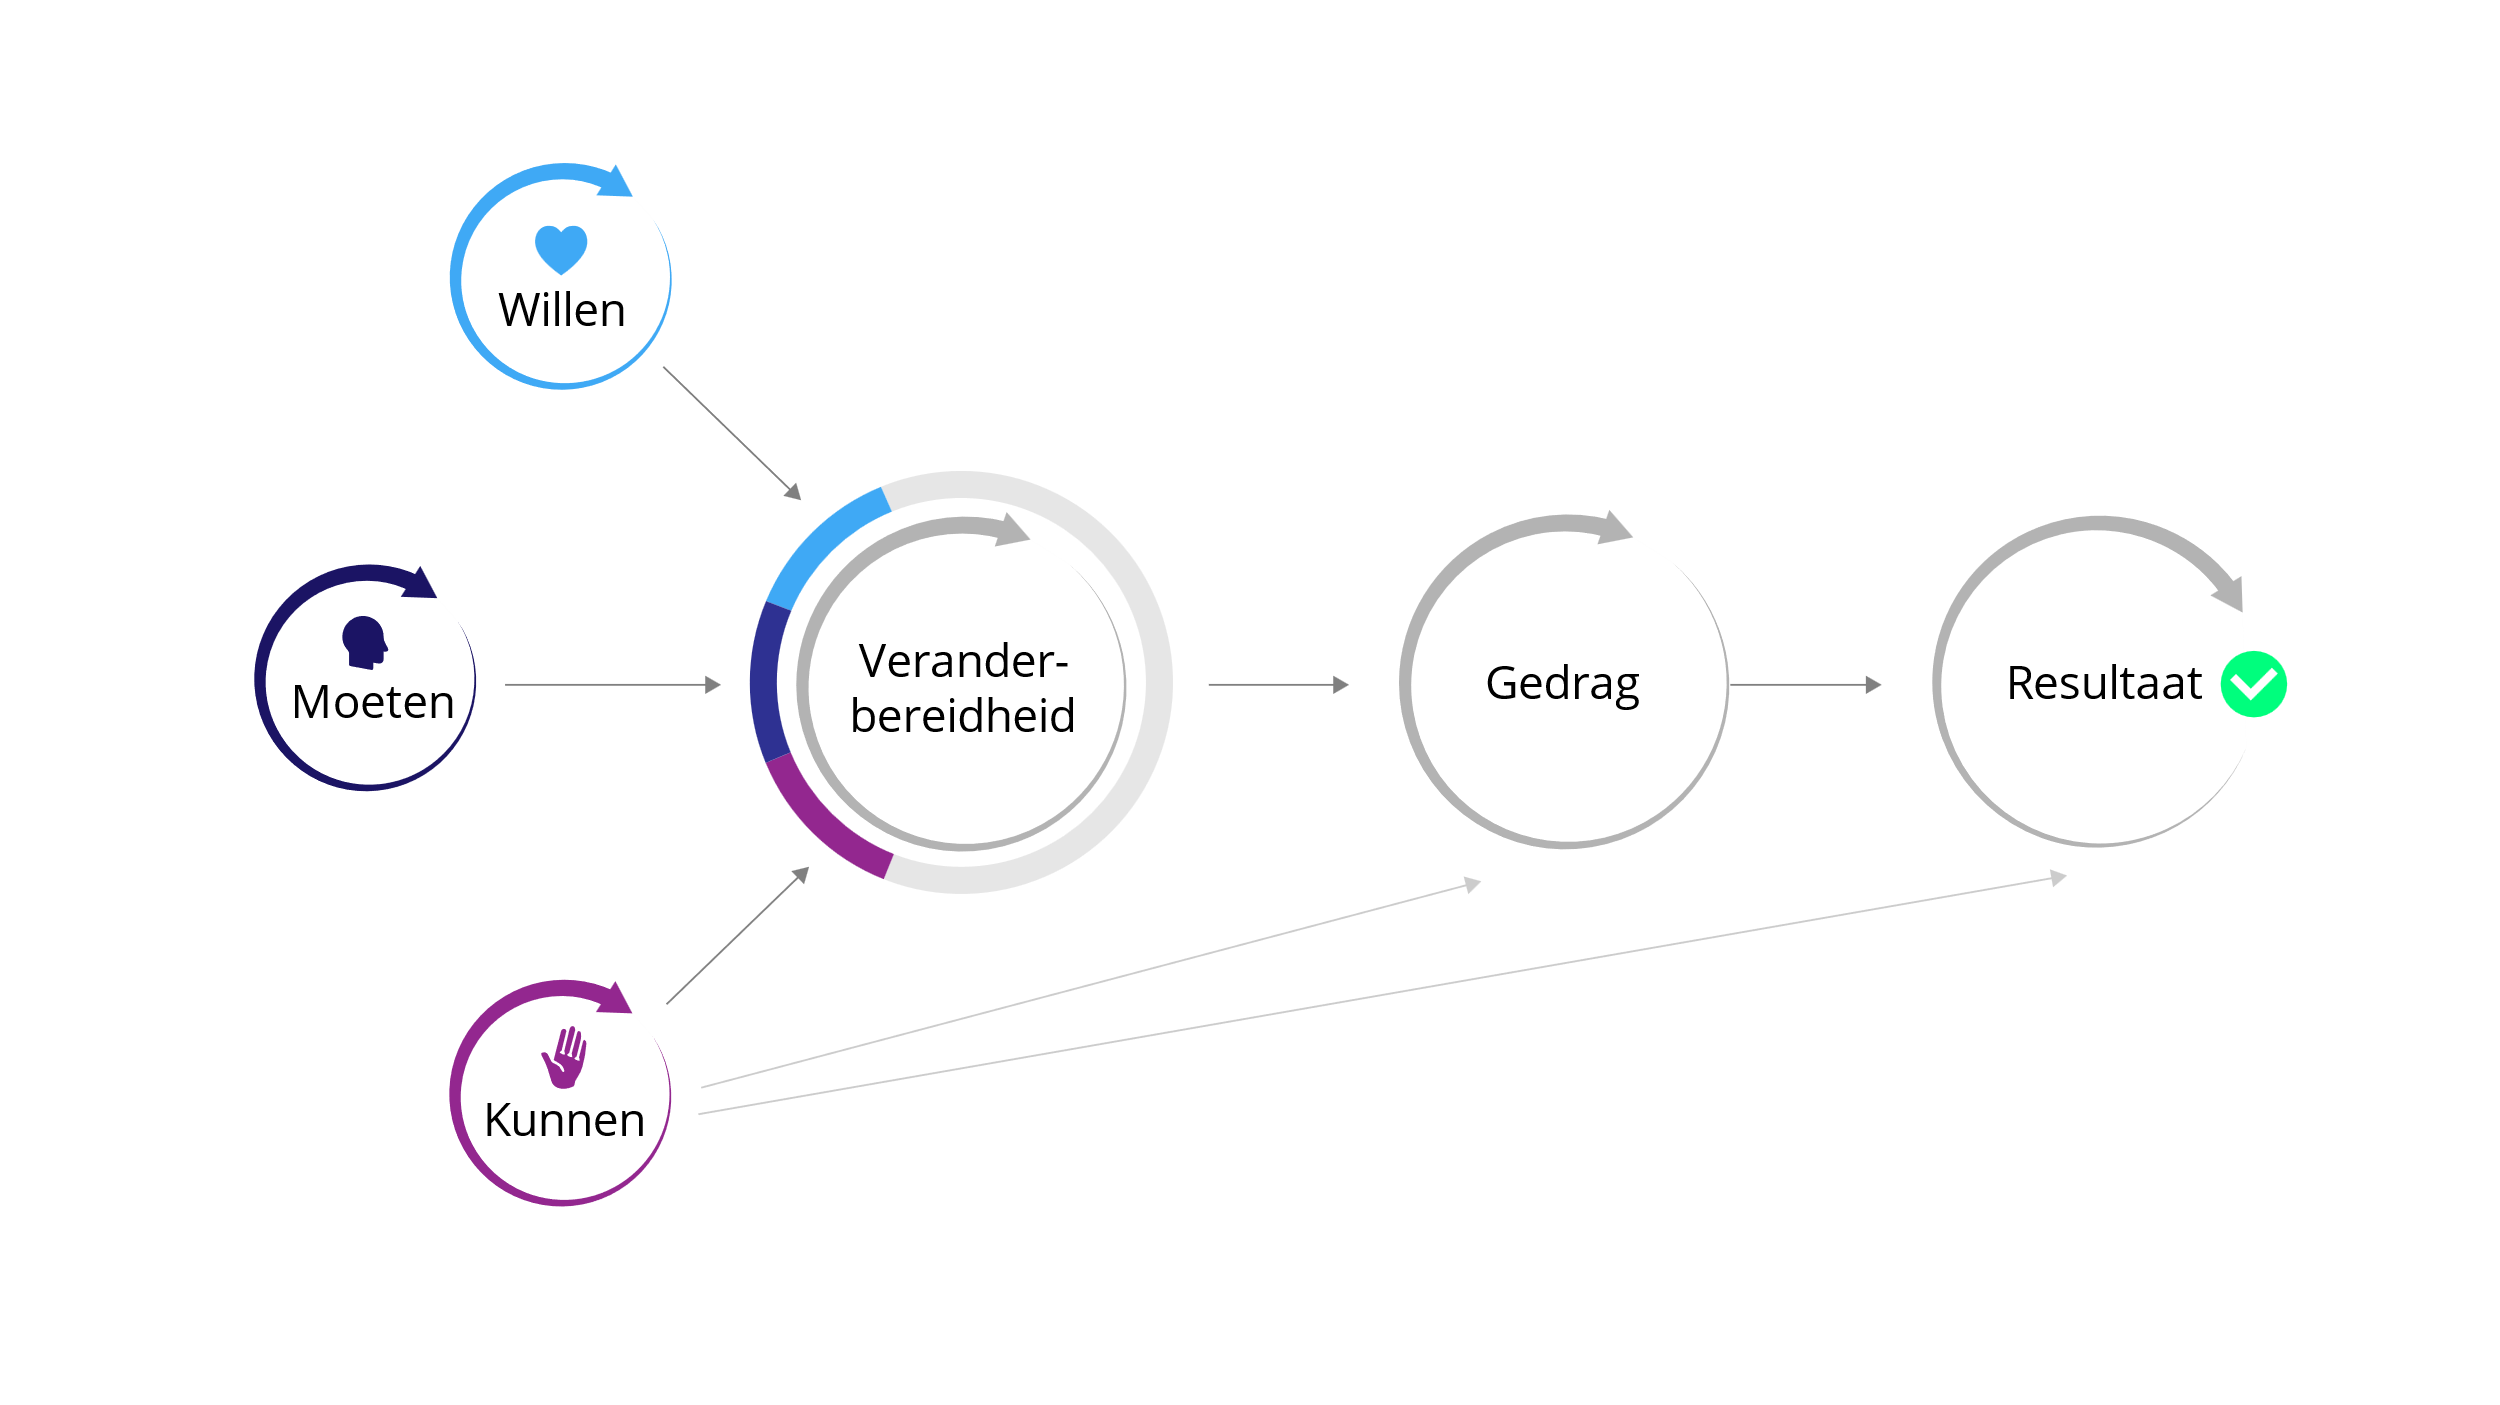 Willen
Moeten
Verander-
bereidheid
Gedrag
Resultaat
Kunnen